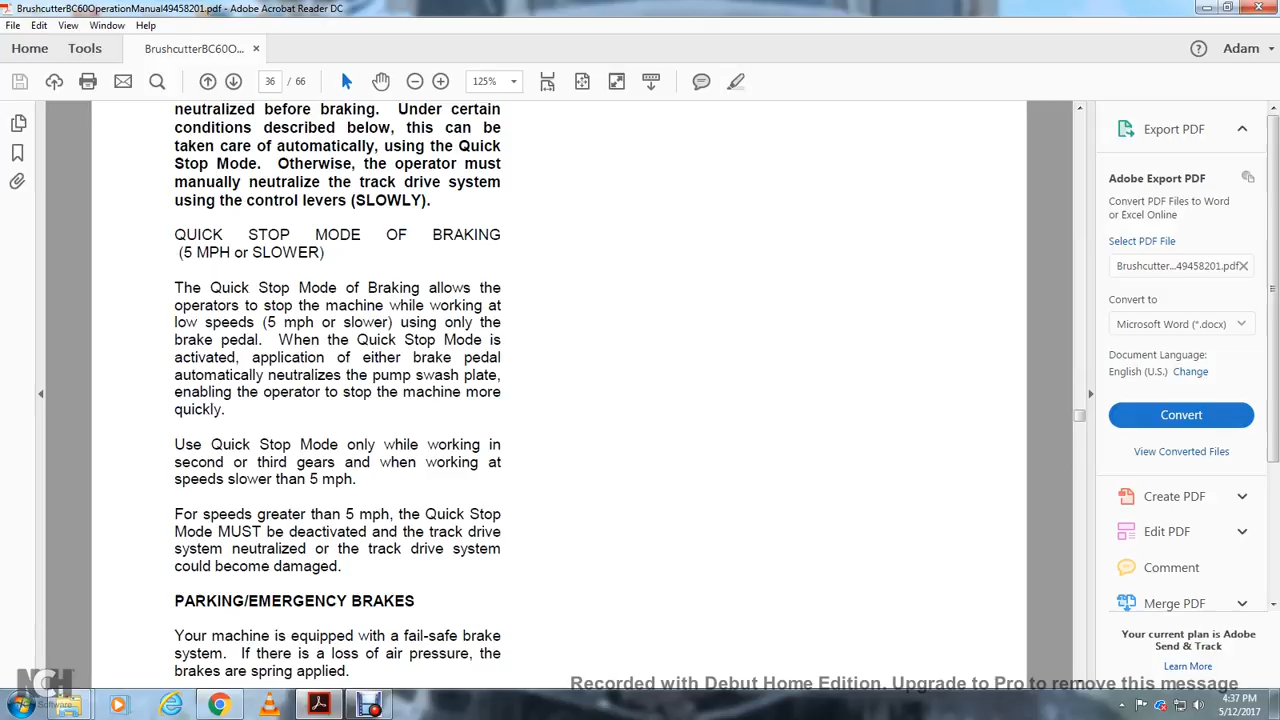 BrushcutterBC60OperationManual49458201.pdf - Adobe Acrobat Reader DC
File Edit View Window Help
Home Tools BrushcutterBC60O... × Adam
36 / 66 125%
neutralized before braking. Under certain
conditions described below, this can be
taken care of automatically, using the Quick
Stop Mode. Otherwise, the operator must
manually neutralize the track drive system
using the control levers (SLOWLY).
QUICK STOP MODE OF BRAKING
(5 MPH or SLOWER)
The Quick Stop Mode of Braking allows the
operators to stop the machine while working at
low speeds (5 mph or slower) using only the
brake pedal. When the Quick Stop Mode is
activated, application of either brake pedal
automatically neutralizes the pump swash plate,
enabling the operator to stop the machine more
quickly.
Use Quick Stop Mode only while working in
second or third gears and when working at
speeds slower than 5 mph.
For speeds greater than 5 mph, the Quick Stop
Mode MUST be deactivated and the track drive
system neutralized or the track drive system
could become damaged.
PARKING/EMERGENCY BRAKES
Your machine is equipped with a fail-safe brake
system. If there is a loss of air pressure, the
brakes are spring applied.
Export PDF
Adobe Export PDF
Convert PDF Files to Word
or Excel Online
Select PDF File
Brushcutter...49458201.pdf ×
Convert to
Microsoft Word (*.docx)
Document Language:
English (U.S.) Change
Convert
View Converted Files
Create PDF
Edit PDF
Comment
Merge PDF
Your current plan is Adobe
Send & Track
Learn More
NCH Software
Recorded with Debut Home Edition. Upgrade to Pro to remove this message
4:37 PM
5/12/2017